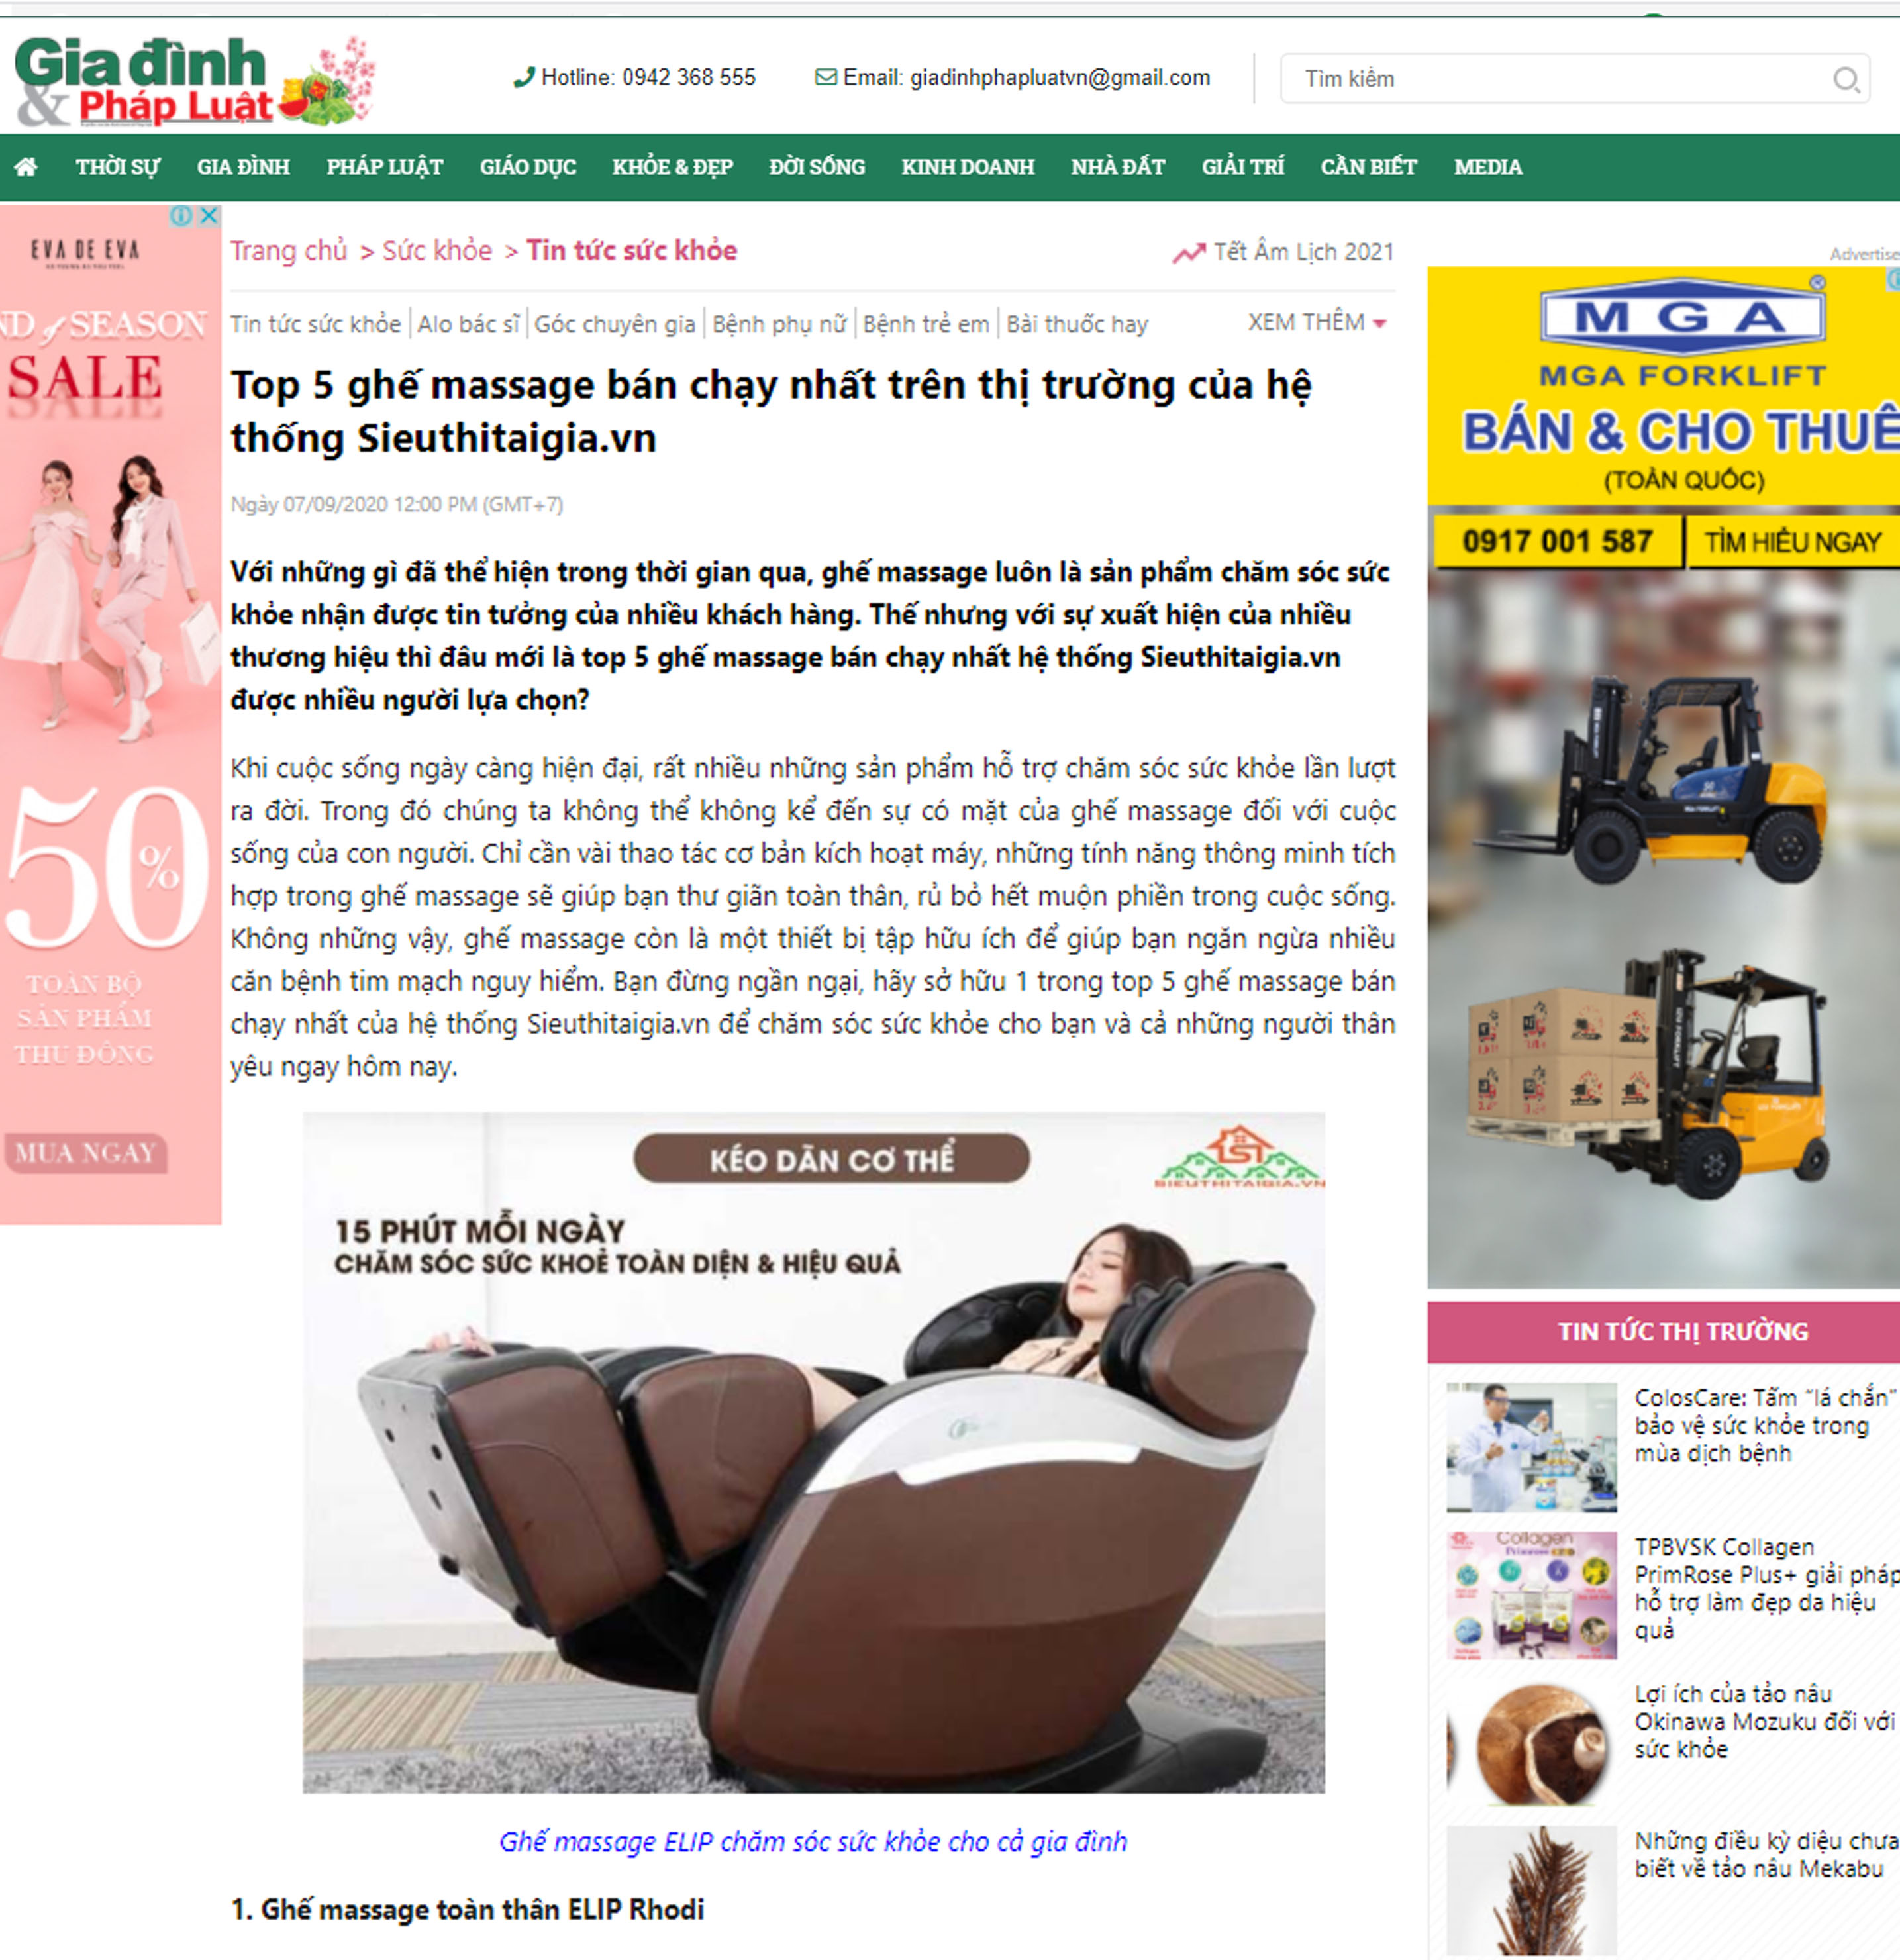 Gia đình
& Pháp Luật
Hotline: 0942 368 555
Email: giadinhphapluatvn@gmail.com
Tìm kiếm
THỜI SỰ GIA ĐÌNH PHÁP LUẬT GIÁO DỤC KHỎE & ĐẸP ĐỜI SỐNG KINH DOANH NHÀ ĐẤT GIẢI TRÍ CẦN BIẾT MEDIA
EVA DE EVA
ND of SEASON
SALE
50%
TOÀN BỘ
SẢN PHẨM
THU ĐÔNG
MUA NGAY
Trang chủ > Sức khỏe > Tin tức sức khỏe
Tết Âm Lịch 2021
Tin tức sức khỏe | Alo bác sĩ | Góc chuyên gia | Bệnh phụ nữ | Bệnh trẻ em | Bài thuốc hay
XEM THÊM
Top 5 ghế massage bán chạy nhất trên thị trường của hệ
thống Sieuthitaigia.vn
Ngày 07/09/2020 12:00 PM (GMT+7)
Với những gì đã thể hiện trong thời gian qua, ghế massage luôn là sản phẩm chăm sóc sức
khỏe nhận được tin tưởng của nhiều khách hàng. Thế nhưng với sự xuất hiện của nhiều
thương hiệu thì đâu mới là top 5 ghế massage bán chạy nhất hệ thống Sieuthitaigia.vn
được nhiều người lựa chọn?
Khi cuộc sống ngày càng hiện đại, rất nhiều những sản phẩm hỗ trợ chăm sóc sức khỏe lần lượt
ra đời. Trong đó chúng ta không thể không kể đến sự có mặt của ghế massage đối với cuộc
sống của con người. Chỉ cần vài thao tác cơ bản kích hoạt máy, những tính năng thông minh tích
hợp trong ghế massage sẽ giúp bạn thư giãn toàn thân, rủ bỏ hết muộn phiền trong cuộc sống.
Không những vậy, ghế massage còn là một thiết bị tập hữu ích để giúp bạn ngăn ngừa nhiều
căn bệnh tim mạch nguy hiểm. Bạn đừng ngần ngại, hãy sở hữu 1 trong top 5 ghế massage bán
chạy nhất của hệ thống Sieuthitaigia.vn để chăm sóc sức khỏe cho bạn và cả những người thân
yêu ngay hôm nay.
KÉO DÃN CƠ THỂ
SIEUTHITAIGIA.VN
15 PHÚT MỖI NGÀY
CHĂM SÓC SỨC KHOẺ TOÀN DIỆN & HIỆU QUẢ
Ghế massage ELIP chăm sóc sức khỏe cho cả gia đình
1. Ghế massage toàn thân ELIP Rhodi
Advertise
MGA
MGA FORKLIFT
BÁN & CHO THUÊ
(TOÀN QUỐC)
0917 001 587
TÌM HIỂU NGAY
TIN TỨC THỊ TRƯỜNG
ColosCare: Tấm "lá chắn"
bảo vệ sức khỏe trong
mùa dịch bệnh
Collagen
TPBVSK Collagen
PrimRose Plus+ giải pháp
hỗ trợ làm đẹp da hiệu
quả
Lợi ích của tảo nâu
Okinawa Mozuku đối với
sức khỏe
Những điều kỳ diệu chưa
biết về tảo nâu Mekabu